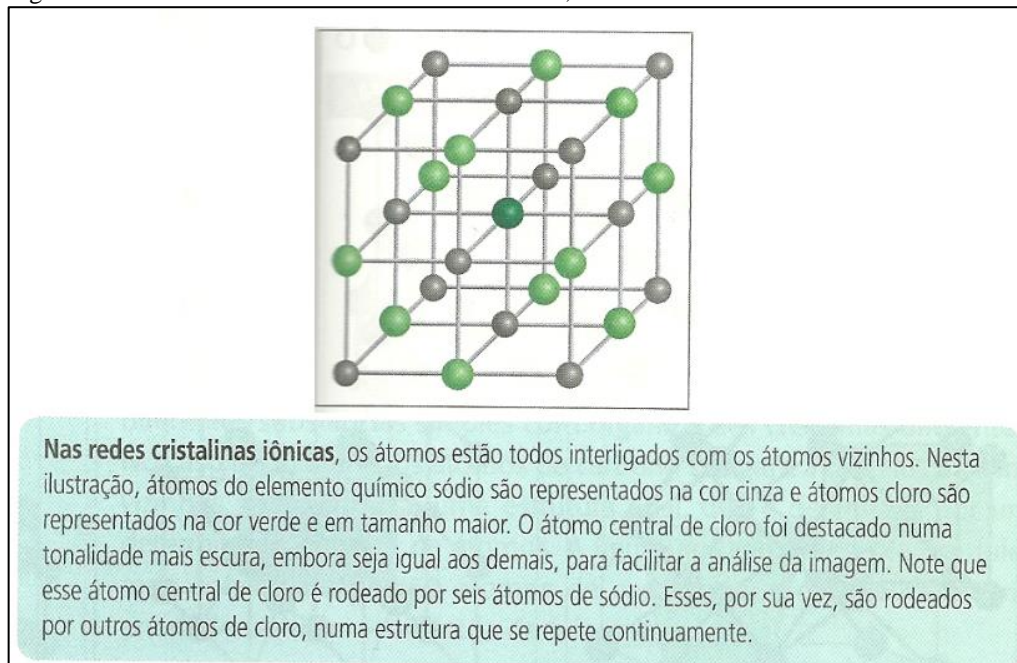 Nas redes cristalinas iônicas, os átomos estão todos interligados com os átomos vizinhos. Nesta
ilustração, átomos do elemento químico sódio são representados na cor cinza e átomos cloro são
representados na cor verde e em tamanho maior. O átomo central de cloro foi destacado numa
tonalidade mais escura, embora seja igual aos demais, para facilitar a análise da imagem. Note que
esse átomo central de cloro é rodeado por seis átomos de sódio. Esses, por sua vez, são rodeados
por outros átomos de cloro, numa estrutura que se repete continuamente.